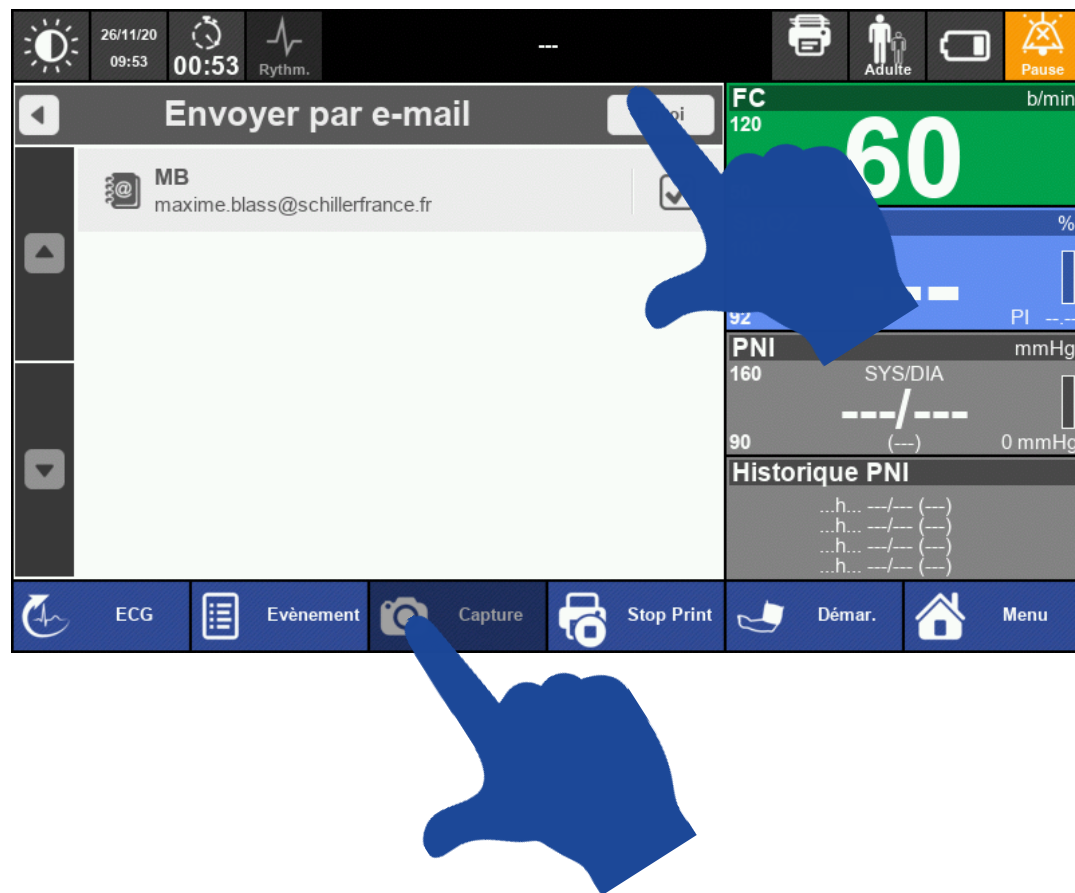 26/11/20
09:53
00:53
Rythm.
---
Adulte
Pause
Envoyer par e-mail
MB
maxime.blass@schillerfrance.fr
FC b/min
120
60
%
92
PI --.--
PNI mmHg
160 SYS/DIA
---/---
90 (---) 0 mmHg
Historique PNI
...h... ---/--- (---)
...h... ---/--- (---)
...h... ---/--- (---)
...h... ---/--- (---)
ECG Evènement Capture Stop Print Démar. Menu